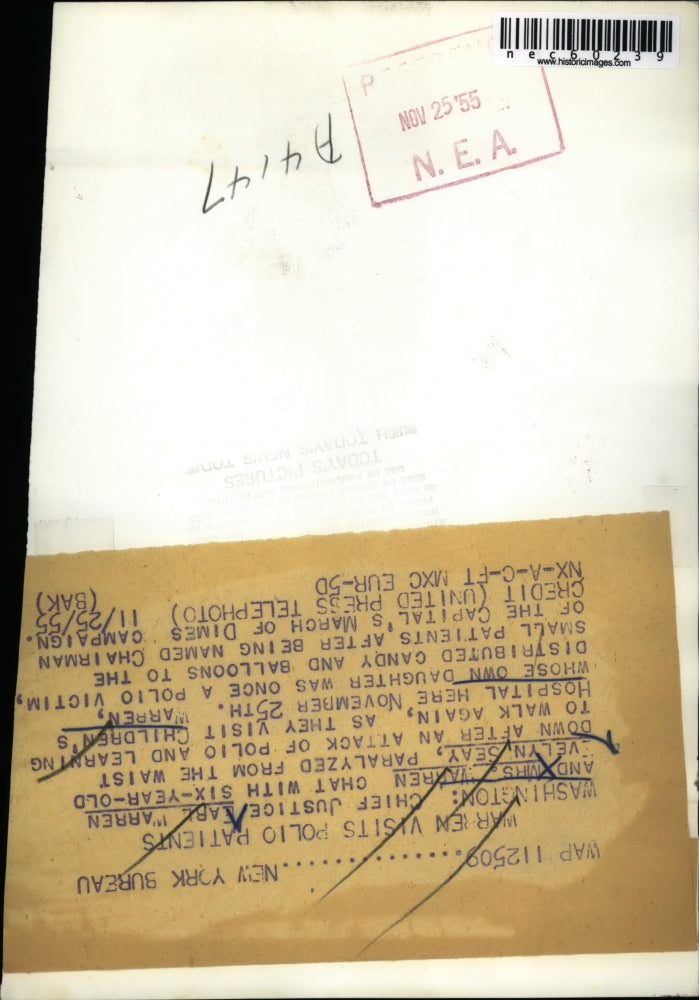 nec60239
www.historicimages.com
REFERENCE
NOV 25 '55
N. E. A.
A4147
TODAY'S PICTURES
WITH TODAY'S NEWS
WAP 112509...............NEW YORK BUREAU
WARREN VISITS POLIO PATIENTS
WASHINGTON: CHIEF JUSTICE EARL WARREN
AND MRS. WARREN CHAT WITH SIX-YEAR-OLD
EVELYN SEAY, PARALYZED FROM THE WAIST
DOWN AFTER AN ATTACK OF POLIO AND LEARNING
TO WALK AGAIN, AS THEY VISIT CHILDREN'S
HOSPITAL HERE NOVEMBER 25TH. WARREN,
WHOSE OWN DAUGHTER WAS ONCE A POLIO VICTIM,
DISTRIBUTED CANDY AND BALLOONS TO THE
SMALL PATIENTS AFTER BEING NAMED CHAIRMAN
OF THE CAPITAL'S MARCH OF DIMES CAMPAIGN.
CREDIT (UNITED PRESS TELEPHOTO) 11/25/55
NX-A-C-FT MXC EUR-5D (BAK)